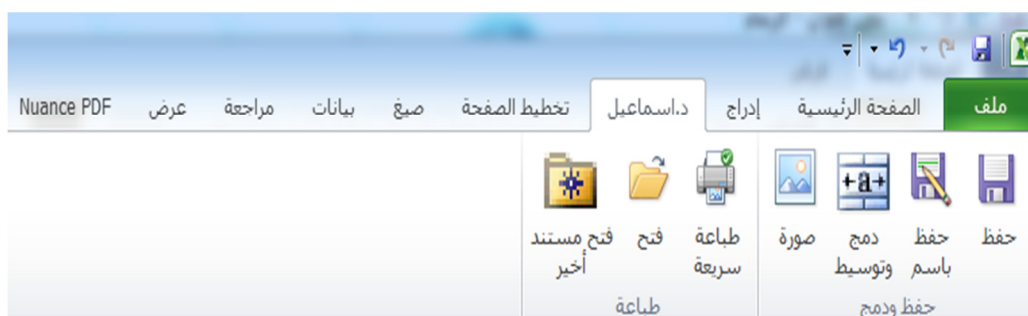 ملف الصفحة الرئيسية إدراج د.اسماعيل تخطيط الصفحة صيغ بيانات مراجعة عرض Nuance PDF
حفظ
حفظ باسم
دمج وتوسيط
صورة
طباعة سريعة
فتح
فتح مستند أخير
حفظ ودمج
طباعة